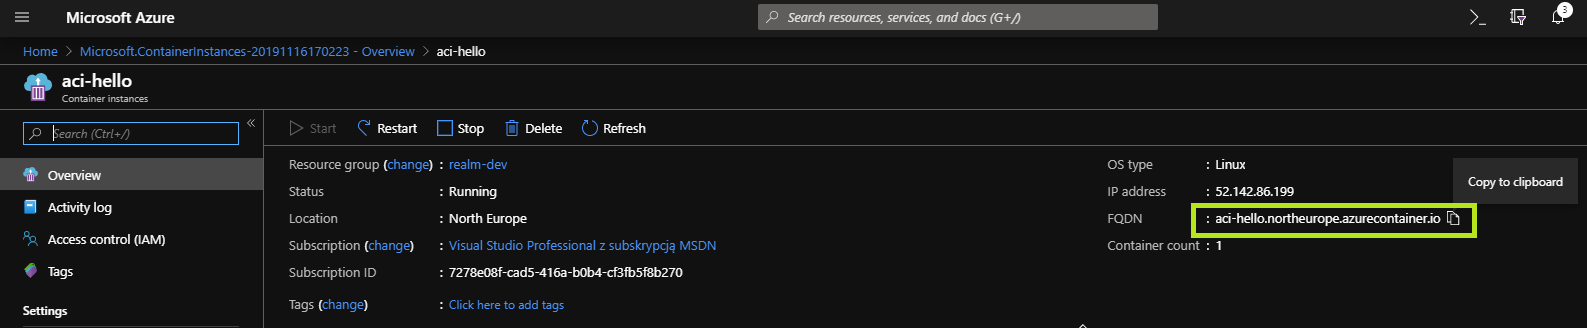 Microsoft Azure
Search resources, services, and docs (G+/)
3
Home > Microsoft.ContainerInstances-20191116170223 - Overview > aci-hello
aci-hello
Container instances
Search (Ctrl+/)
«
Overview
Activity log
Access control (IAM)
Tags
Settings
Start
Restart
Stop
Delete
Refresh
Resource group (change) : realm-dev
Status : Running
Location : North Europe
Subscription (change) : Visual Studio Professional z subskrypcją MSDN
Subscription ID : 7278e08f-cad5-416a-b0b4-cf3fb5f8b270
Tags (change) : Click here to add tags
OS type : Linux
IP address : 52.142.86.199
FQDN : aci-hello.northeurope.azurecontainer.io
Container count : 1
Copy to clipboard